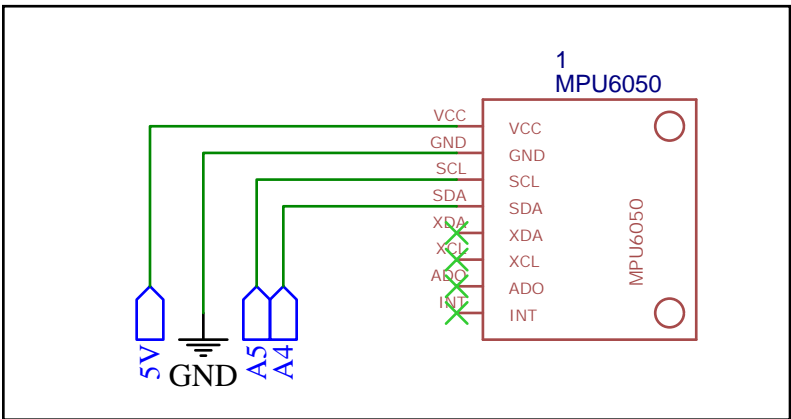 1
MPU6050
VCC VCC
GND GND
SCL SCL
SDA SDA
XDA XDA
XCL XCL
ADO ADO
INT INT
MPU6050
5V
GND
A5
A4